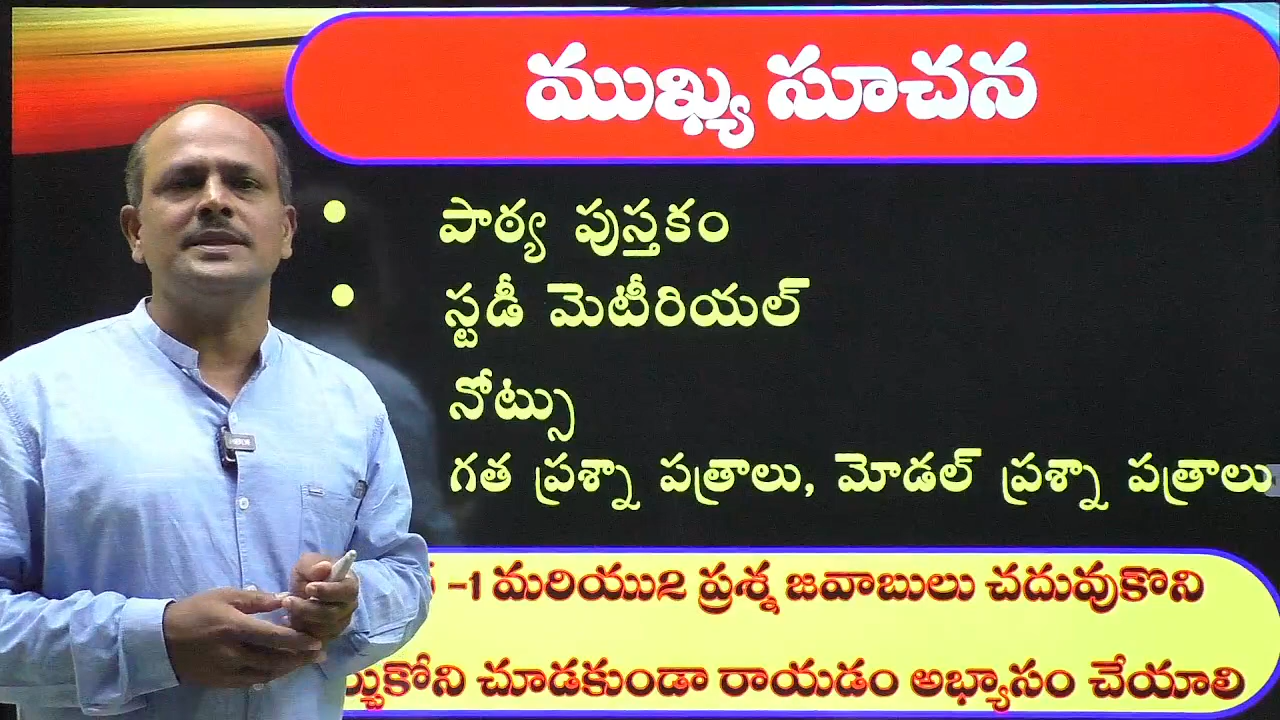 ముఖ్య సూచన
• పాఠ్య పుస్తకం
• స్టడీ మెటీరియల్
నోట్సు
గత ప్రశ్నా పత్రాలు, మోడల్ ప్రశ్నా పత్రాలు
-1 మరియు2 ప్రశ్న జవాబులు చదువుకొని
చూడకుండా రాయడం అభ్యాసం చేయాలి